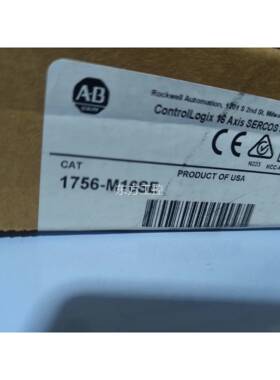 AB
Allen-Bradley
Rockwell Automation, 1201 S 2nd St, Milwa
ControlLogix 16 Axis SERCOS
CE
N223
CAT
1756-M16SE
PRODUCT OF USA